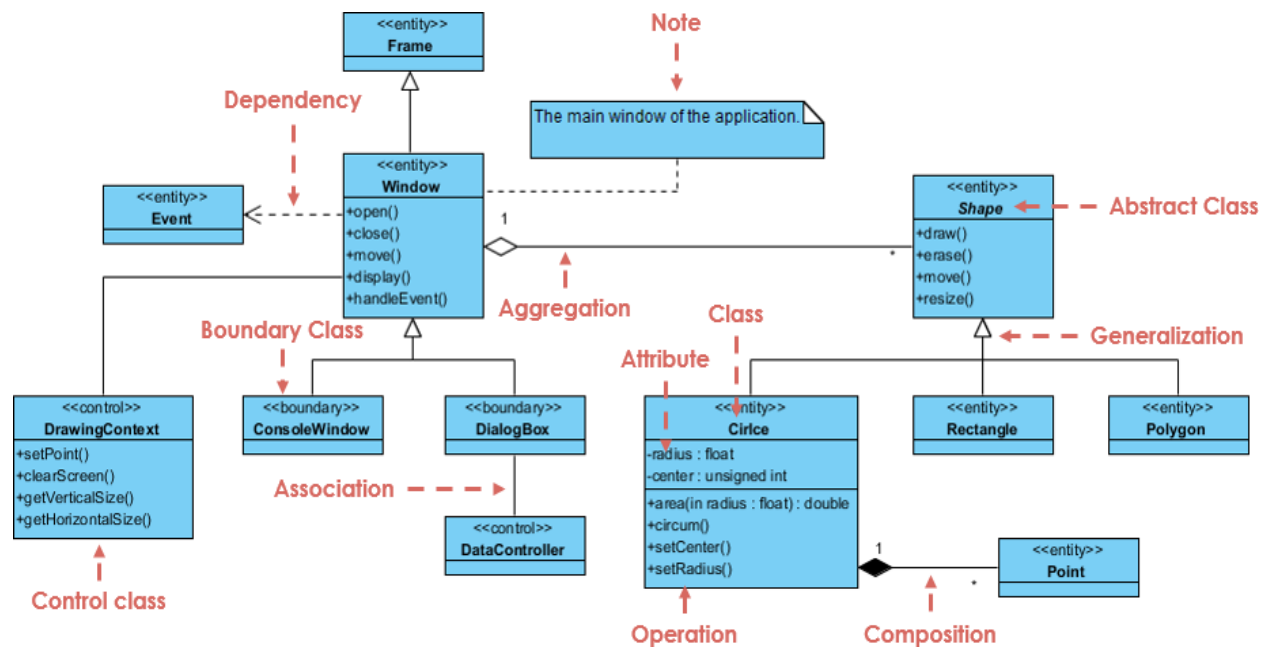 <<entity>>
Frame
Note
Dependency
The main window of the application.
<<entity>>
Window
+open()
+close()
+move()
+display()
+handleEvent()
<<entity>>
Event
1
*
Aggregation
<<entity>>
Shape
+draw()
+erase()
+move()
+resize()
Abstract Class
Generalization
Boundary Class
Class
Attribute
<<control>>
DrawingContext
+setPoint()
+clearScreen()
+getVerticalSize()
+getHorizontalSize()
Control class
<<boundary>>
ConsoleWindow
<<boundary>>
DialogBox
Association
<<control>>
DataController
<<entity>>
Cirlce
-radius : float
-center : unsigned int
+area(in radius : float) : double
+circum()
+setCenter()
+setRadius()
Operation
<<entity>>
Rectangle
<<entity>>
Polygon
1
*
Composition
<<entity>>
Point